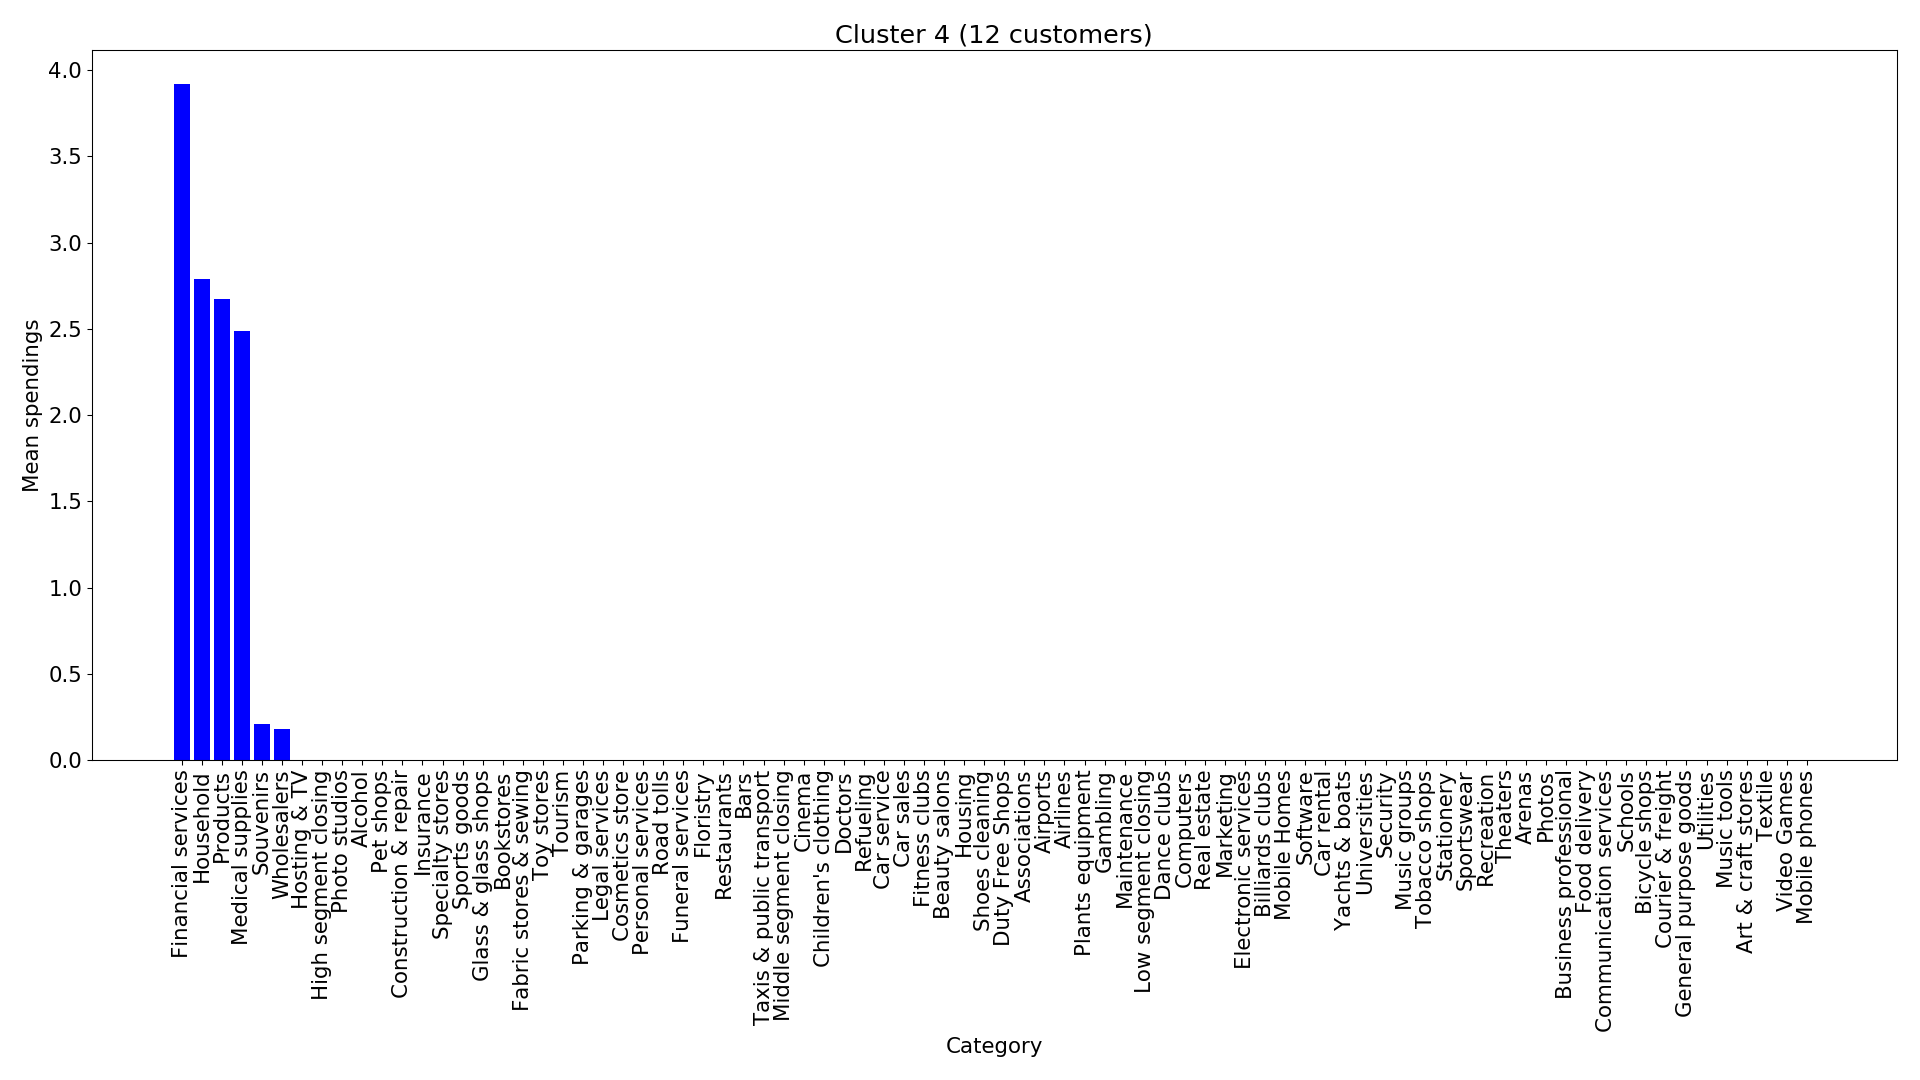 Cluster 4 (12 customers)
Mean spendings
4.0
3.5
3.0
2.5
2.0
1.5
1.0
0.5
0.0
Financial services
Household
Products
Medical supplies
Souvenirs
Wholesalers
Hosting & TV
High segment closing
Photo studios
Alcohol
Pet shops
Construction & repair
Insurance
Specialty stores
Sports goods
Glass & glass shops
Bookstores
Fabric stores & sewing
Toy stores
Tourism
Parking & garages
Legal services
Cosmetics store
Personal services
Road tolls
Funeral services
Floristry
Restaurants
Bars
Taxis & public transport
Middle segment closing
Cinema
Children's clothing
Doctors
Refueling
Car service
Car sales
Fitness clubs
Beauty salons
Housing
Shoes cleaning
Duty Free Shops
Associations
Airports
Airlines
Plants equipment
Gambling
Maintenance
Low segment closing
Dance clubs
Computers
Real estate
Marketing
Electronic services
Billiards clubs
Mobile Homes
Software
Car rental
Yachts & boats
Universities
Security
Music groups
Tobacco shops
Stationery
Sportswear
Recreation
Theaters
Arenas
Photos
Business professional
Food delivery
Communication services
Schools
Bicycle shops
Courier & freight
General purpose goods
Utilities
Music tools
Art & craft stores
Textile
Video Games
Mobile phones
Category